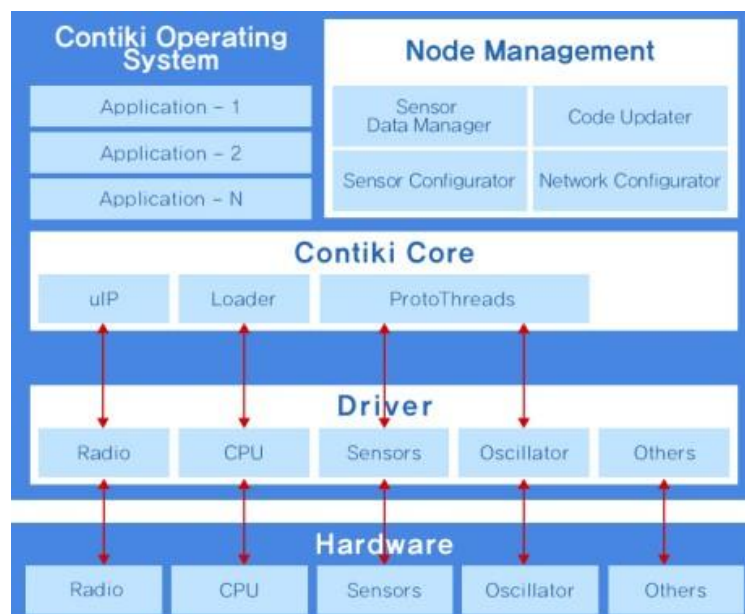 Contiki Operating
System
Application – 1
Application – 2
Application – N
Node Management
Sensor
Data Manager
Code Updater
Sensor Configurator
Network Configurator
Contiki Core
uIP
Loader
ProtoThreads
Driver
Radio
CPU
Sensors
Oscillator
Others
Hardware
Radio
CPU
Sensors
Oscillator
Others